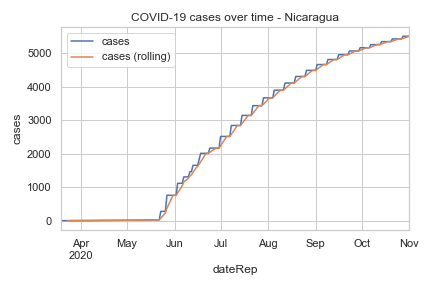 COVID-19 cases over time - Nicaragua
cases
cases (rolling)
5000
4000
3000
2000
1000
0
cases
Apr
2020
May
Jun
Jul
Aug
Sep
Oct
Nov
dateRep